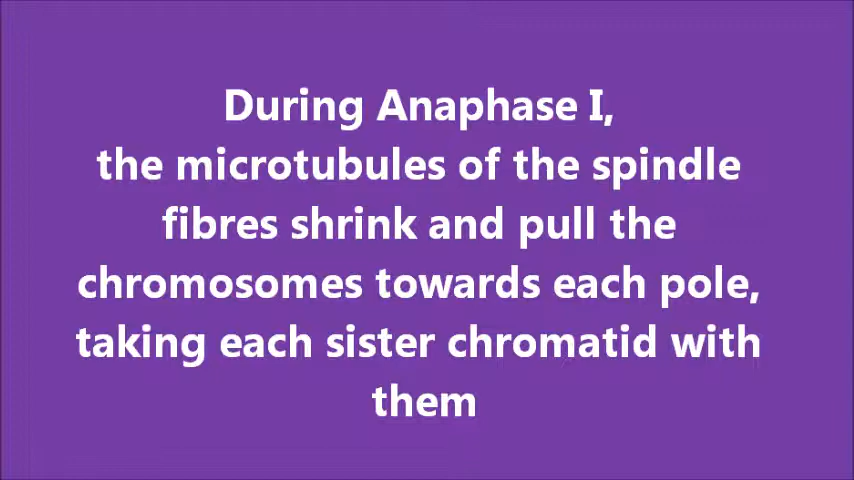 During Anaphase I,
the microtubules of the spindle
fibres shrink and pull the
chromosomes towards each pole,
taking each sister chromatid with
them